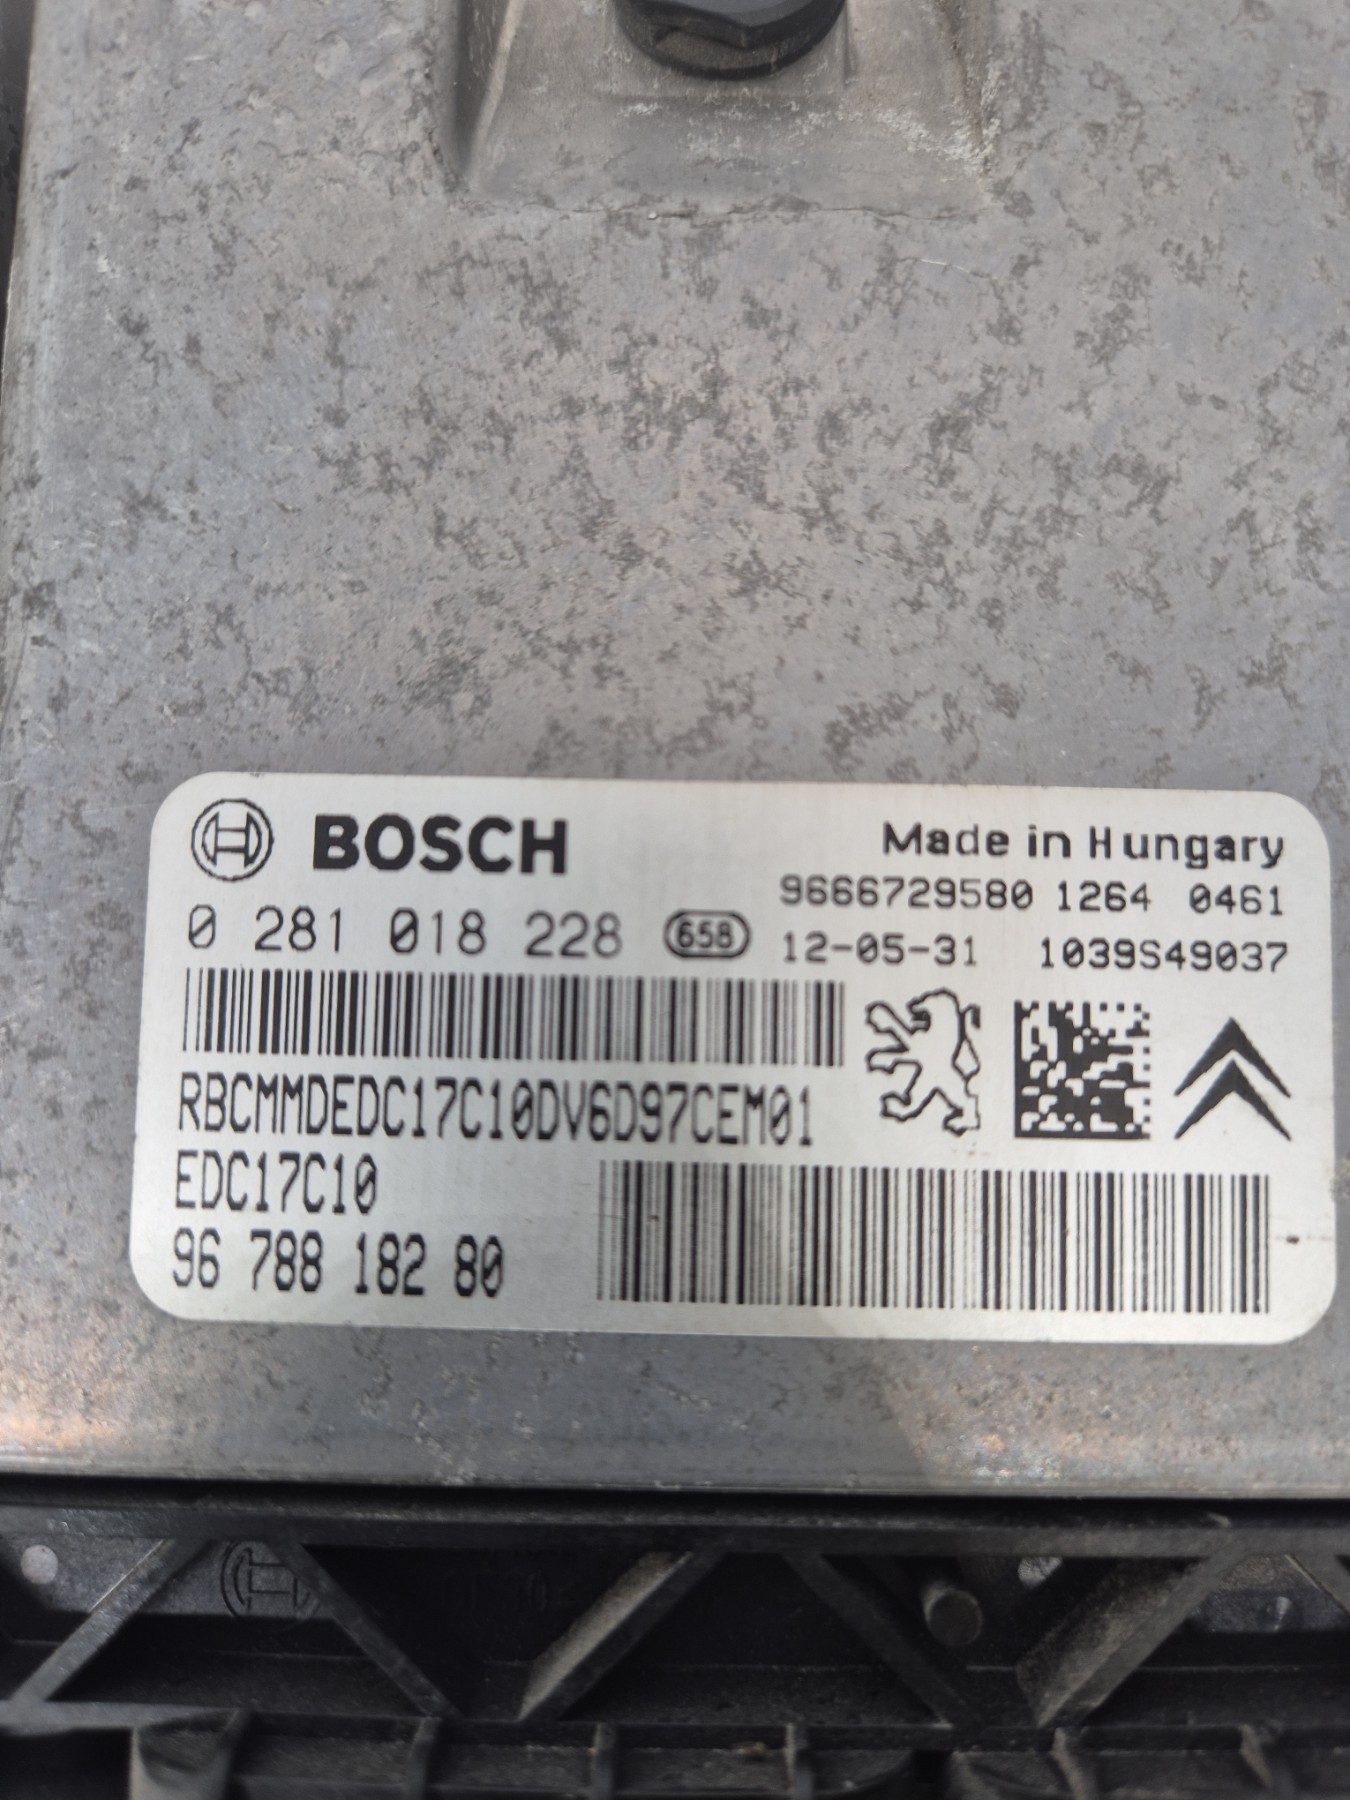 BOSCH
Made in Hungary
9666729580 1264 0461
0 281 018 228 658
12-05-31 1039S49037
RBCMMDEDC17C10DV6D97CEM01
EDC17C10
96 788 182 80